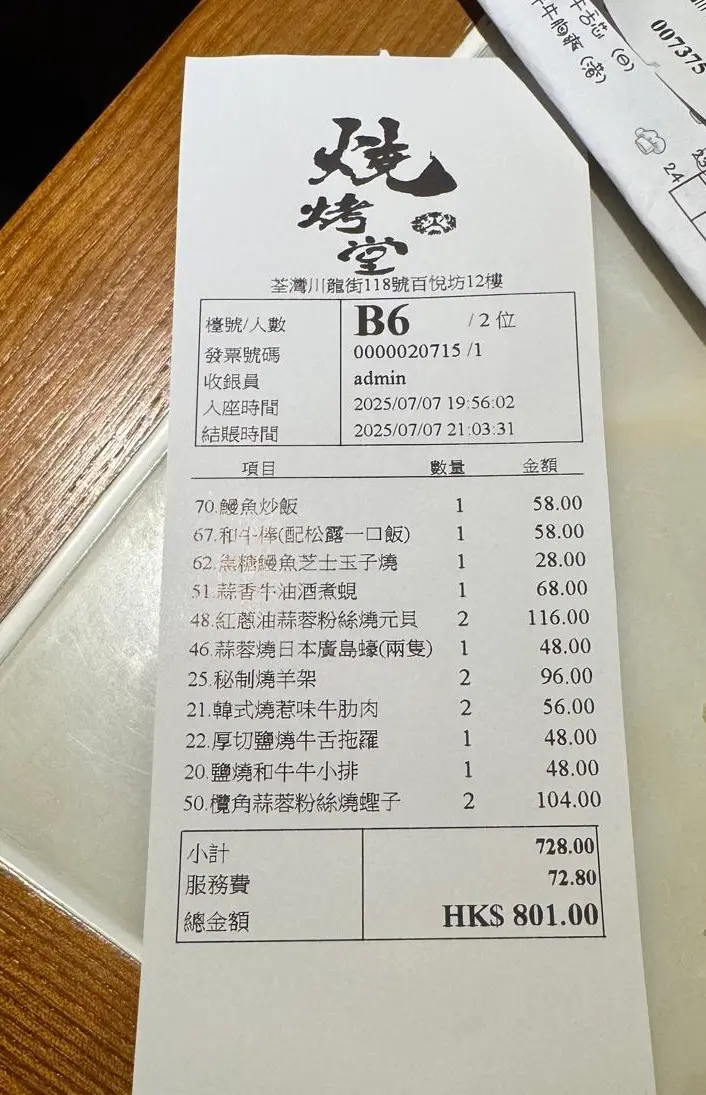 燒
烤
堂
荃灣川龍街118號百悅坊12樓
檯號/人數 B6 /2位
發票號碼 0000020715 /1
收銀員 admin
入座時間 2025/07/07 19:56:02
結賬時間 2025/07/07 21:03:31
項目 數量 金額
70.鰻魚炒飯 1 58.00
67.和牛棒(配松露一口飯) 1 58.00
62.焦糖鰻魚芝士玉子燒 1 28.00
51.蒜香牛油酒煮蜆 1 68.00
48.紅蔥油蒜蓉粉絲燒元貝 2 116.00
46.蒜蓉燒日本廣島蠔(兩隻) 1 48.00
25.秘制燒羊架 2 96.00
21.韓式燒惹味牛肋肉 2 56.00
22.厚切鹽燒牛舌拖羅 1 48.00
20.鹽燒和牛牛小排 1 48.00
50.欖角蒜蓉粉絲燒蟶子 2 104.00
小計 728.00
服務費 72.80
總金額 HK$ 801.00
牛舌芯 (日)
牛胸爽 (港)
007375
24